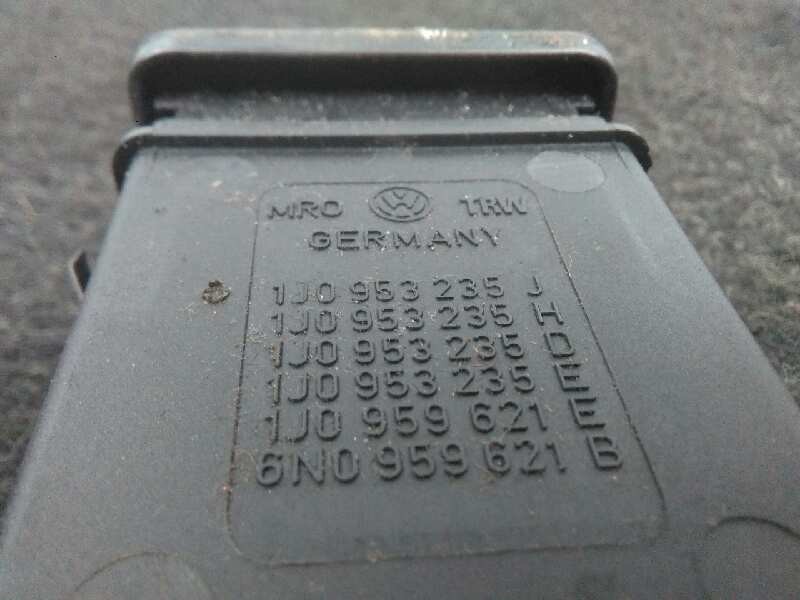 MRO VW TRW
GERMANY
1J0 953 235 J
1J0 953 235 H
1J0 953 235 D
1J0 953 235 E
1J0 959 621 E
6N0 959 621 B